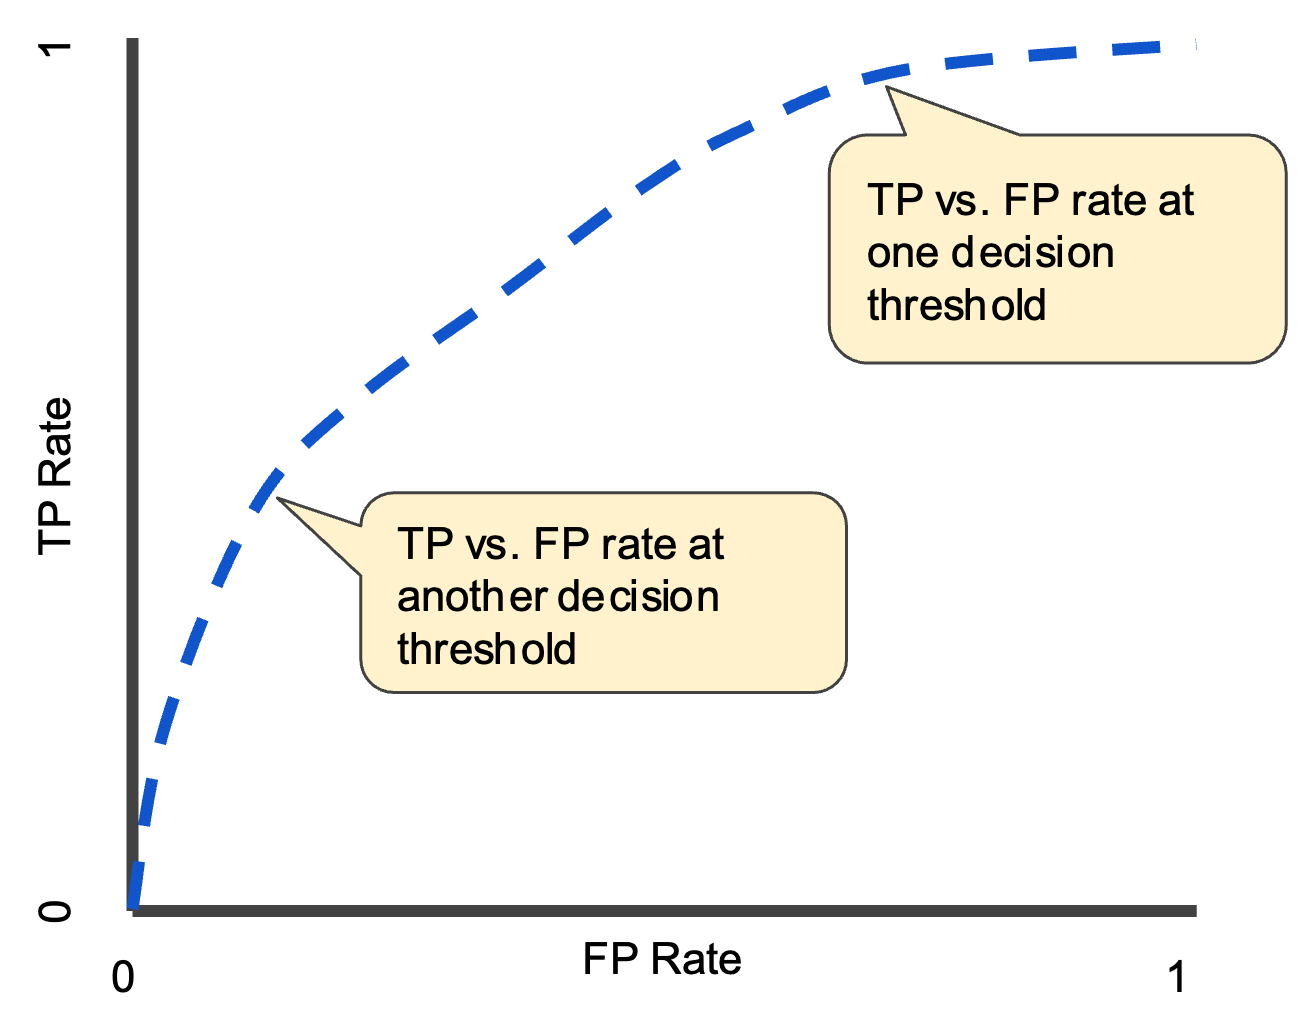 1
TP vs. FP rate at
one decision
threshold
TP Rate
TP vs. FP rate at
another decision
threshold
0
0
FP Rate
1